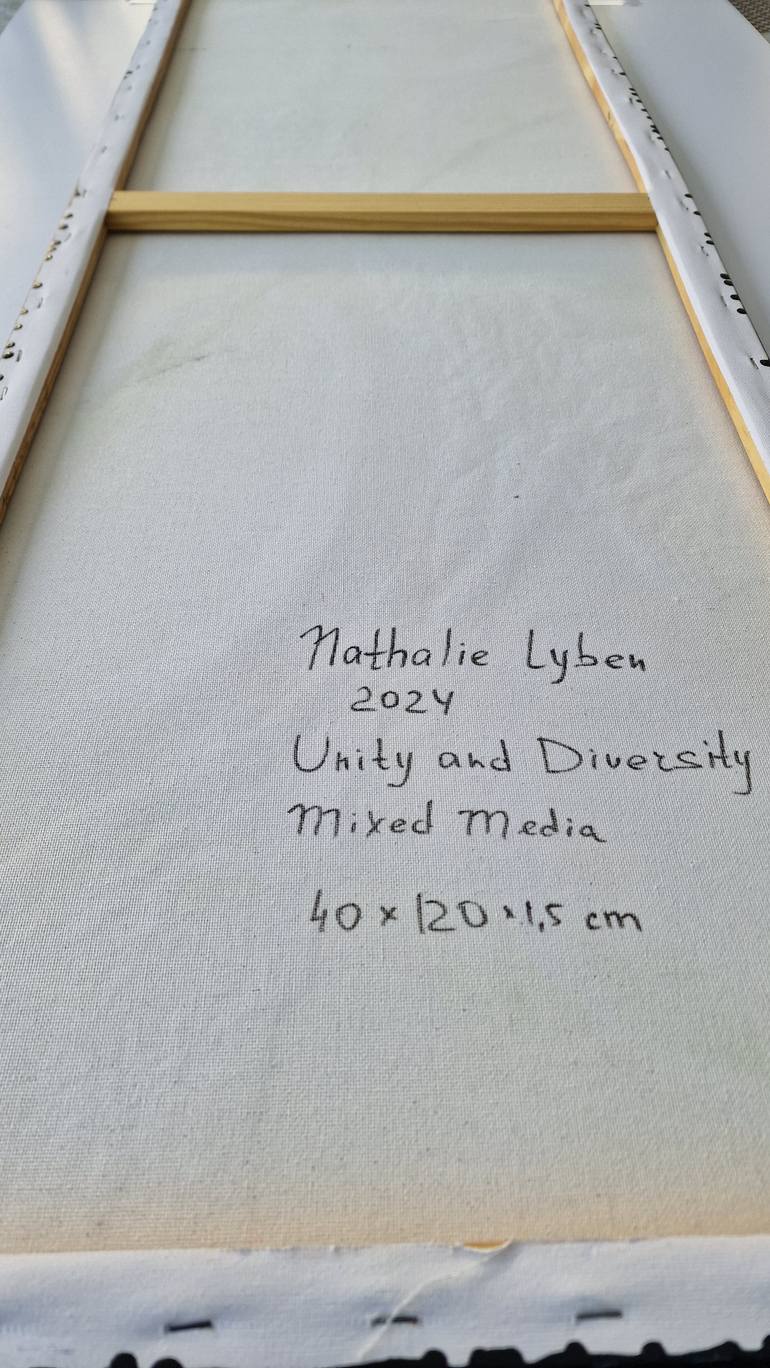 Nathalie Lyben
2024
Unity and Diversity
Mixed Media
40 x 120 x 1,5 cm